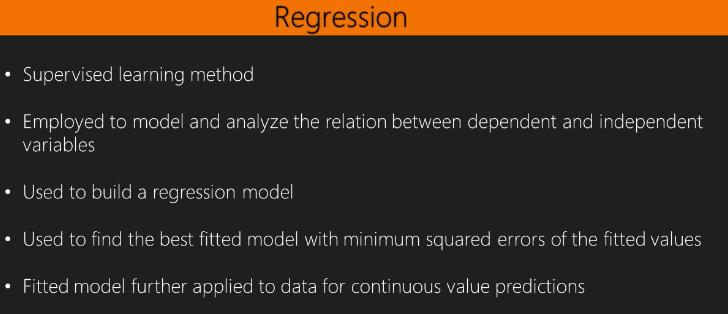 Regression
• Supervised learning method
• Employed to model and analyze the relation between dependent and independent
variables
• Used to build a regression model
• Used to find the best fitted model with minimum squared errors of the fitted values
• Fitted model further applied to data for continuous value predictions